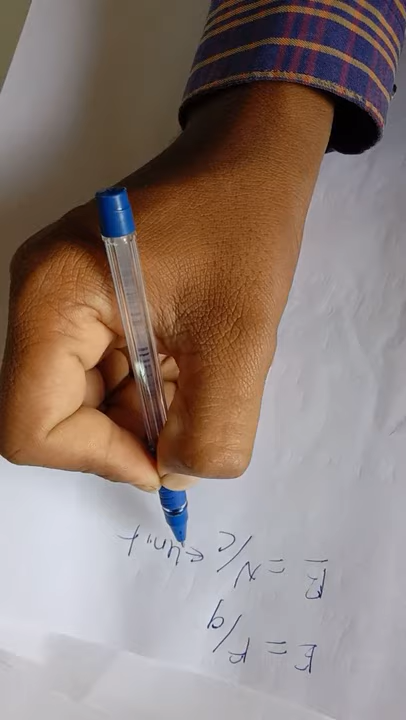 E = F/q
E = N/C ← unit